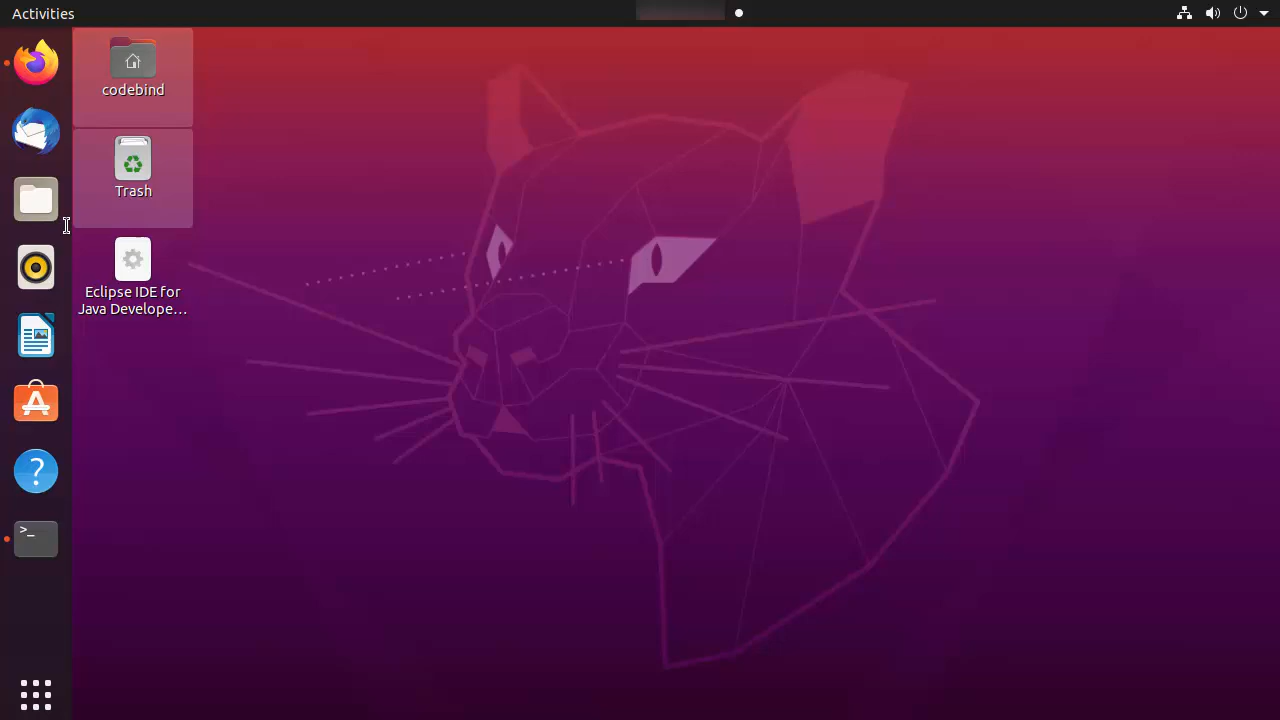 Activities
codebind
Trash
Eclipse IDE for
Java Develope...
?
>_